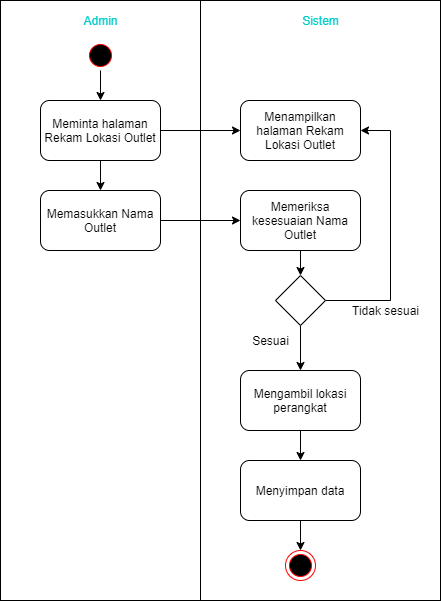 Admin
Sistem
Meminta halaman
Rekam Lokasi Outlet
Menampilkan
halaman Rekam
Lokasi Outlet
Memasukkan Nama
Outlet
Memeriksa
kesesuaian Nama
Outlet
Tidak sesuai
Sesuai
Mengambil lokasi
perangkat
Menyimpan data